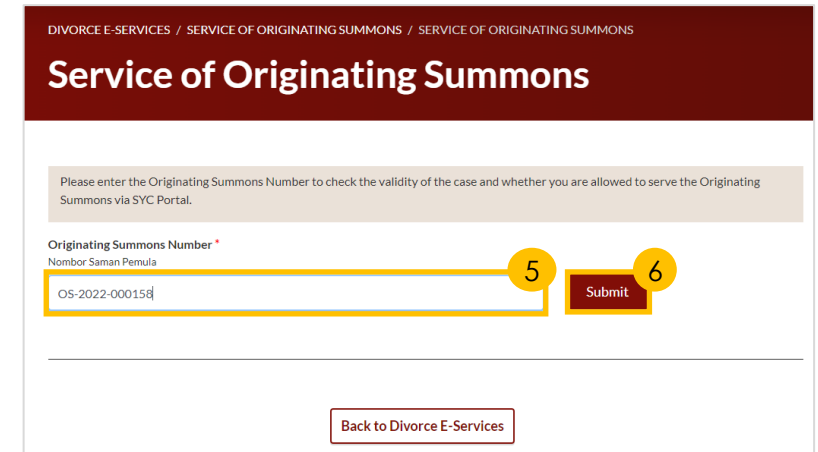 DIVORCE E-SERVICES / SERVICE OF ORIGINATING SUMMONS / SERVICE OF ORIGINATING SUMMONS
Service of Originating Summons
Please enter the Originating Summons Number to check the validity of the case and whether you are allowed to serve the Originating
Summons via SYC Portal.
Originating Summons Number *
Nombor Saman Pemula
5
6
OS-2022-000158
Submit
Back to Divorce E-Services